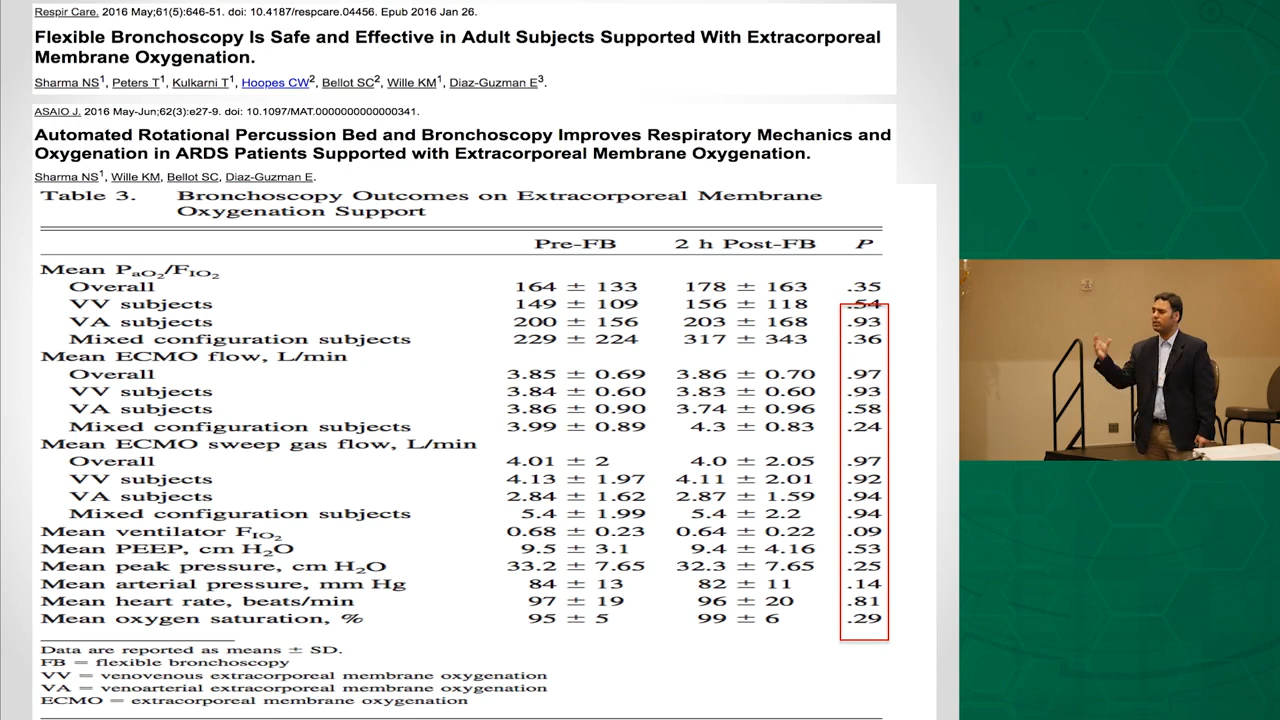 Respir Care. 2016 May;61(5):646-51. doi: 10.4187/respcare.04456. Epub 2016 Jan 26.
Flexible Bronchoscopy Is Safe and Effective in Adult Subjects Supported With Extracorporeal
Membrane Oxygenation.
Sharma NS1, Peters T1, Kulkarni T1, Hoopes CW2, Bellot SC2, Wille KM1, Diaz-Guzman E3.
ASAIO J. 2016 May-Jun;62(3):e27-9. doi: 10.1097/MAT.0000000000000341.
Automated Rotational Percussion Bed and Bronchoscopy Improves Respiratory Mechanics and
Oxygenation in ARDS Patients Supported with Extracorporeal Membrane Oxygenation.
Sharma NS1, Wille KM, Bellot SC, Diaz-Guzman E.
Table 3. Bronchoscopy Outcomes on Extracorporeal Membrane
Oxygenation Support
Pre-FB 2 h Post-FB P
Mean PaO2/FIO2
Overall 164 ± 133 178 ± 163 .35
VV subjects 149 ± 109 156 ± 118 .54
VA subjects 200 ± 156 203 ± 168 .93
Mixed configuration subjects 229 ± 224 317 ± 343 .36
Mean ECMO flow, L/min
Overall 3.85 ± 0.69 3.86 ± 0.70 .97
VV subjects 3.84 ± 0.60 3.83 ± 0.60 .93
VA subjects 3.86 ± 0.90 3.74 ± 0.96 .58
Mixed configuration subjects 3.99 ± 0.89 4.3 ± 0.83 .24
Mean ECMO sweep gas flow, L/min
Overall 4.01 ± 2 4.0 ± 2.05 .97
VV subjects 4.13 ± 1.97 4.11 ± 2.01 .92
VA subjects 2.84 ± 1.62 2.87 ± 1.59 .94
Mixed configuration subjects 5.4 ± 1.99 5.4 ± 2.2 .94
Mean ventilator FIO2 0.68 ± 0.23 0.64 ± 0.22 .09
Mean PEEP, cm H2O 9.5 ± 3.1 9.4 ± 4.16 .53
Mean peak pressure, cm H2O 33.2 ± 7.65 32.3 ± 7.65 .25
Mean arterial pressure, mm Hg 84 ± 13 82 ± 11 .14
Mean heart rate, beats/min 97 ± 19 96 ± 20 .81
Mean oxygen saturation, % 95 ± 5 99 ± 6 .29
Data are reported as means ± SD.
FB = flexible bronchoscopy
VV = venovenous extracorporeal membrane oxygenation
VA = venoarterial extracorporeal membrane oxygenation
ECMO = extracorporeal membrane oxygenation